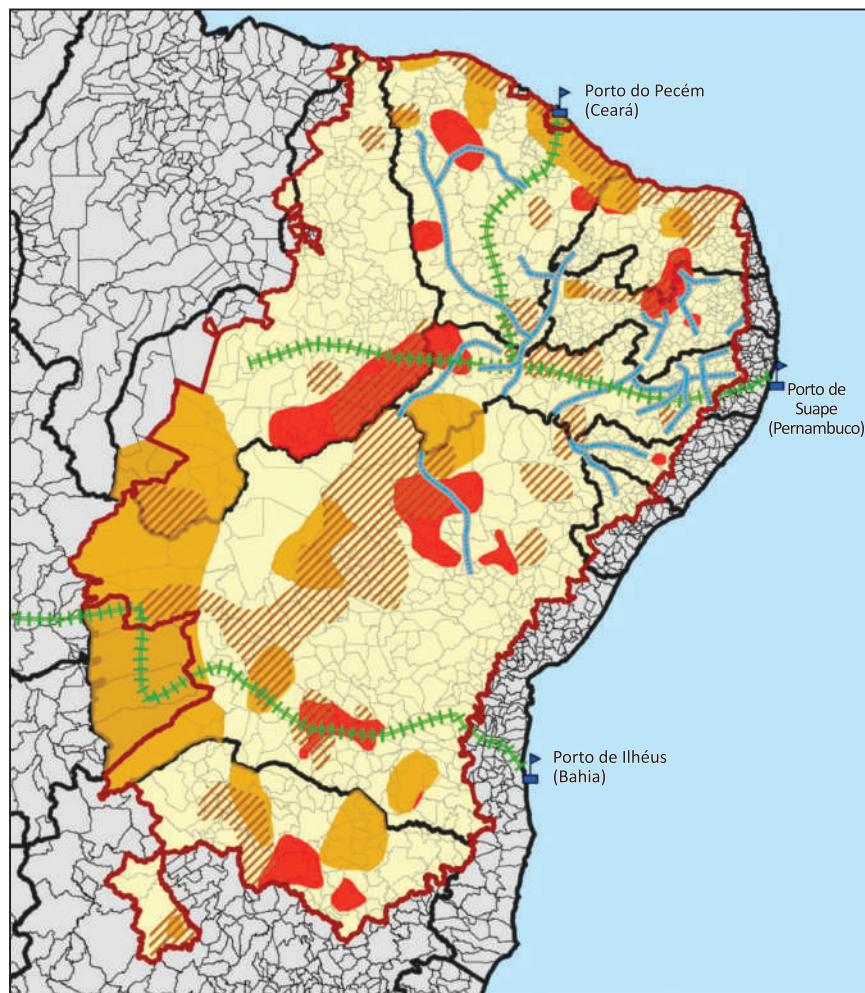 Porto do Pecém
(Ceará)
Porto de
Suape
(Pernambuco)
Porto de Ilhéus
(Bahia)